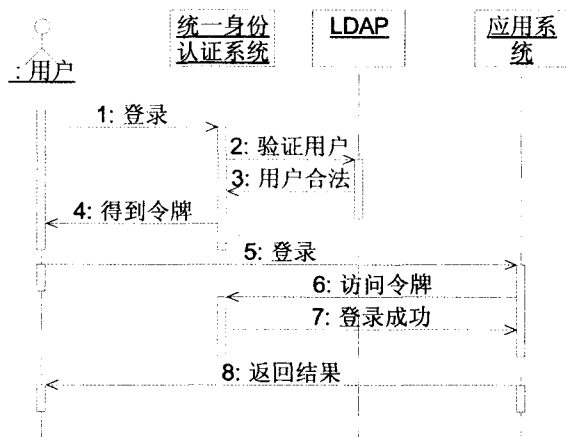 统一身份
认证系统
LDAP
应用系
统
: 用户
1: 登录
2: 验证用户
3: 用户合法
4: 得到令牌
5: 登录
6: 访问令牌
7: 登录成功
8: 返回结果